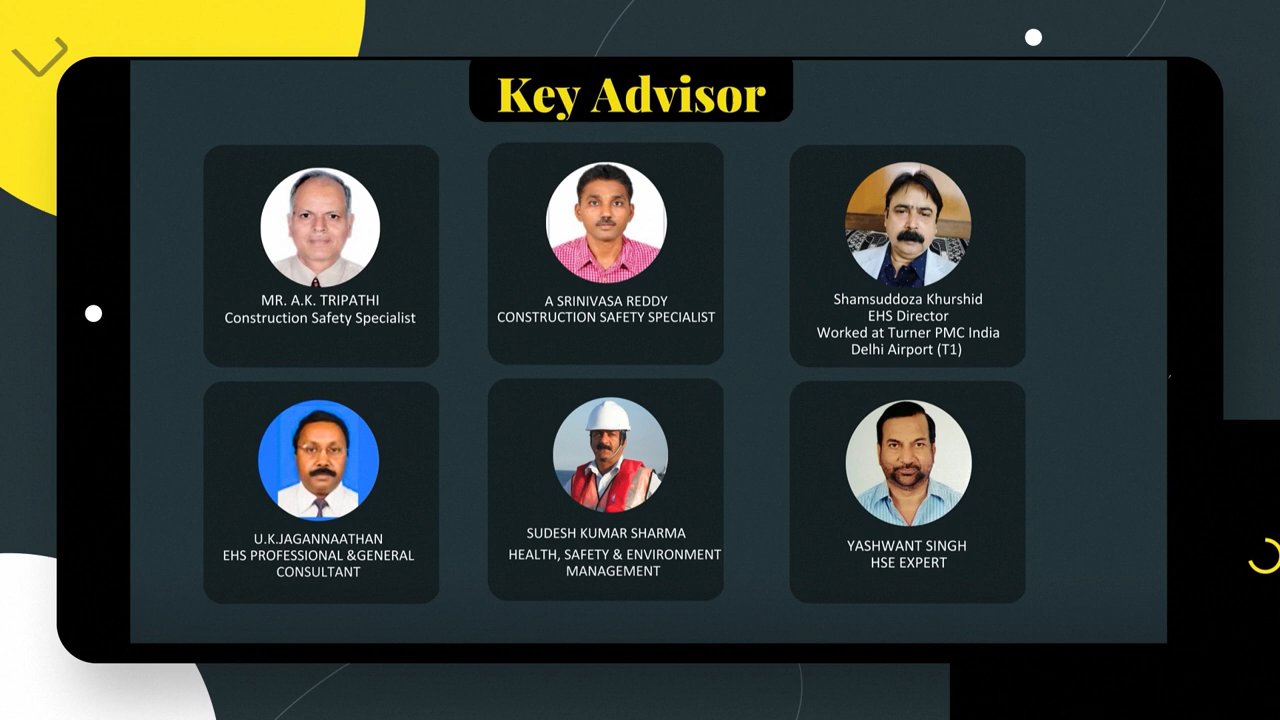 Key Advisor
MR. A.K. TRIPATHI
Construction Safety Specialist
A SRINIVASA REDDY
CONSTRUCTION SAFETY SPECIALIST
Shamsuddoza Khurshid
EHS Director
Worked at Turner PMC India
Delhi Airport (T1)
U.K.JAGANNAATHAN
EHS PROFESSIONAL &GENERAL
CONSULTANT
SUDESH KUMAR SHARMA
HEALTH, SAFETY & ENVIRONMENT
MANAGEMENT
YASHWANT SINGH
HSE EXPERT